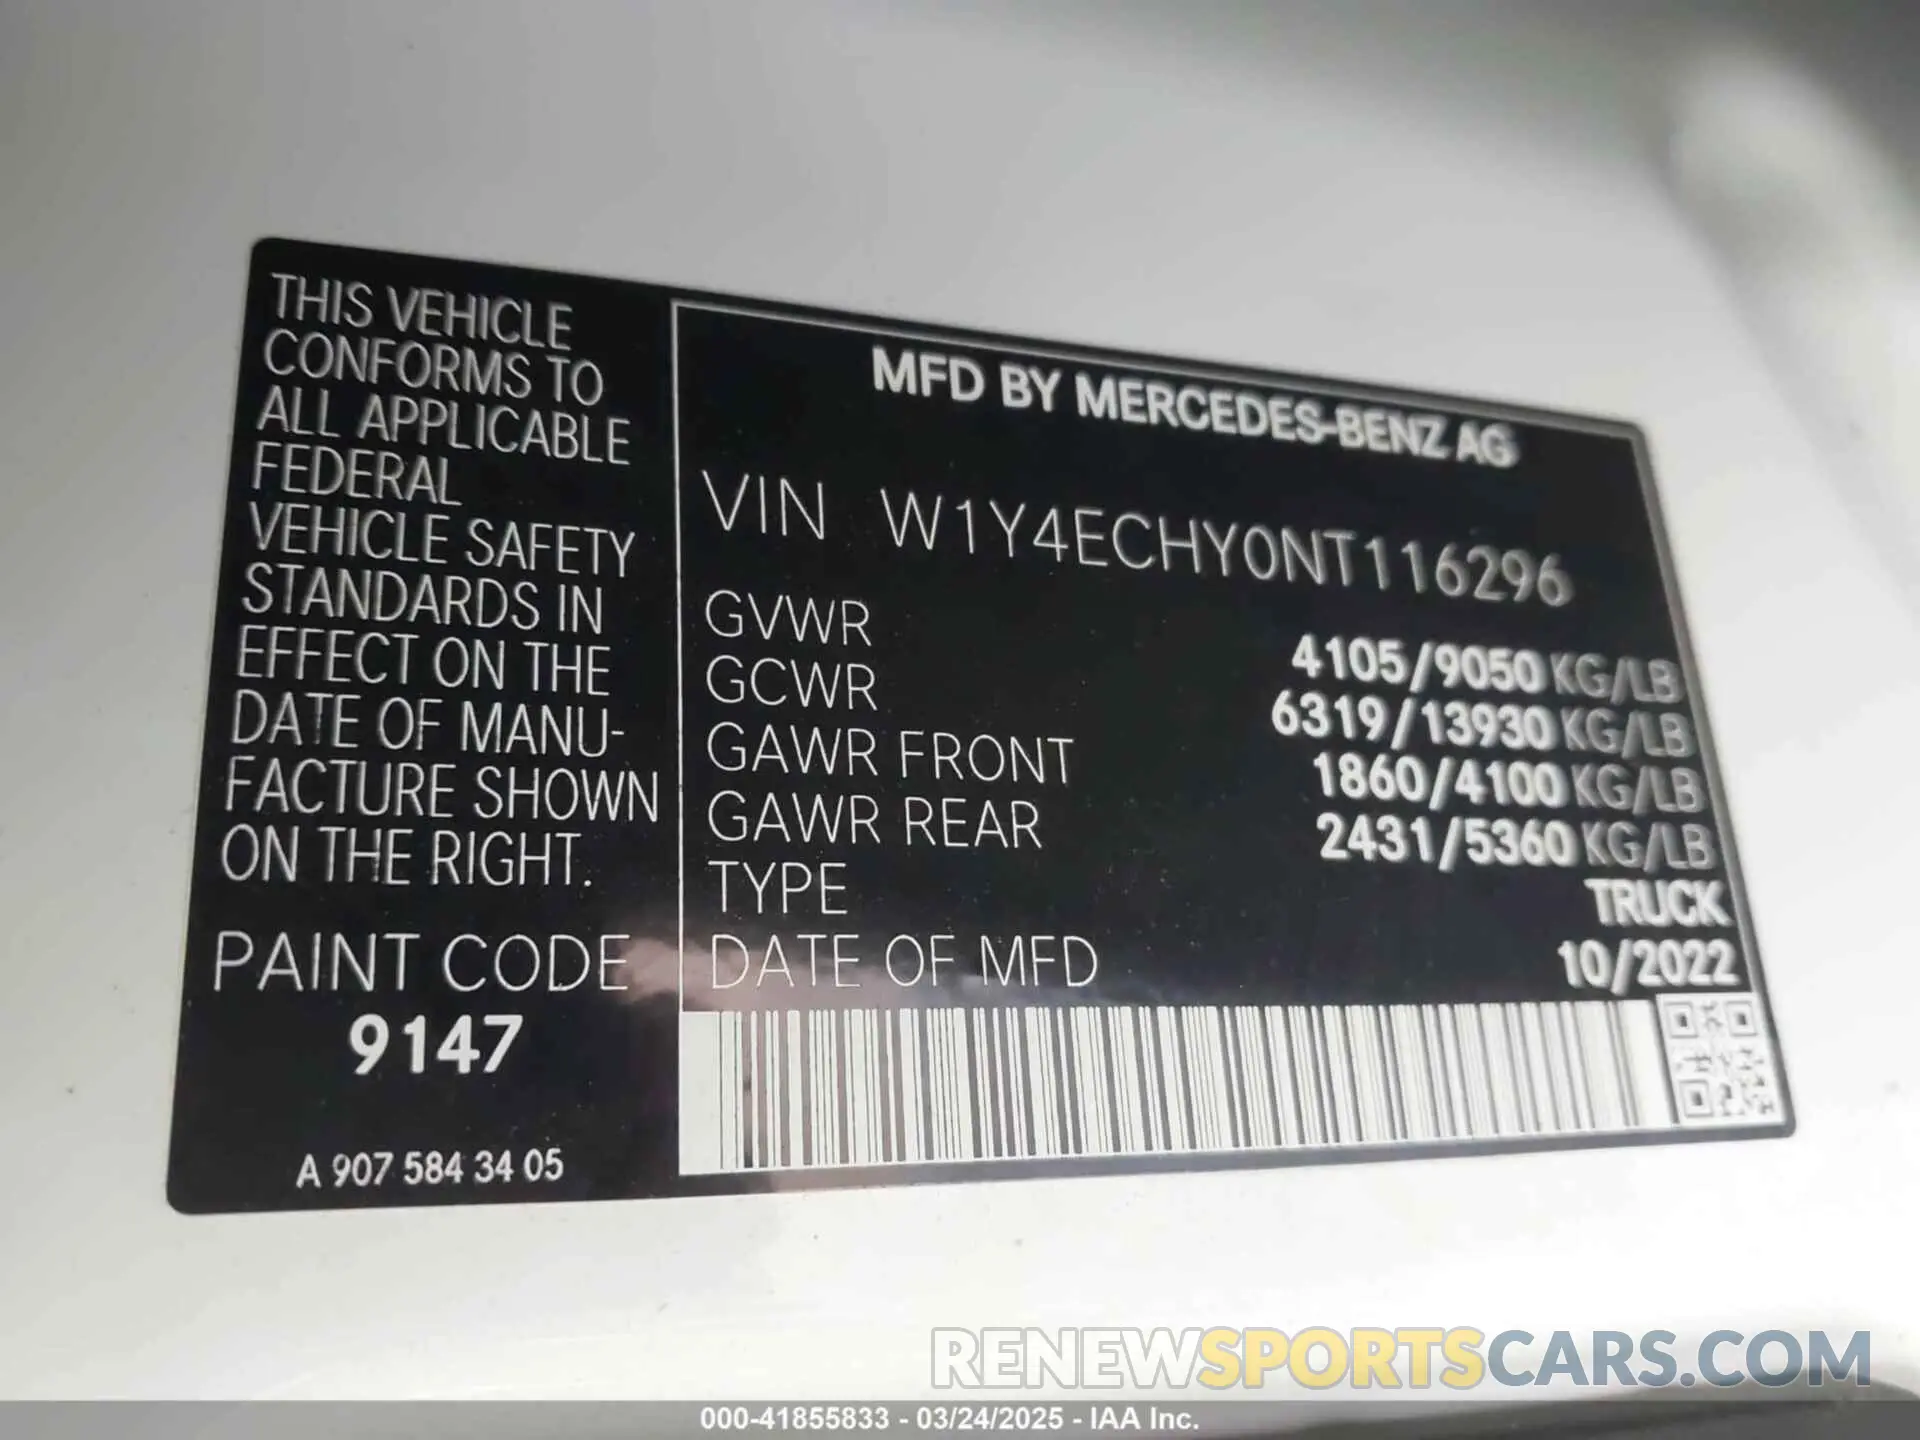 THIS VEHICLE
CONFORMS TO
ALL APPLICABLE
FEDERAL
VEHICLE SAFETY
STANDARDS IN
EFFECT ON THE
DATE OF MANU-
FACTURE SHOWN
ON THE RIGHT.
PAINT CODE
9147
A 907 584 34 05
MFD BY MERCEDES-BENZ AG
VIN W1Y4ECHY0NT116296
GVWR 4105/9050 KG/LB
GCWR 6319/13930 KG/LB
GAWR FRONT 1860/4100 KG/LB
GAWR REAR 2431/5360 KG/LB
TYPE TRUCK
DATE OF MFD 10/2022
RENEWSPORTSCARS.COM
000-41855833 - 03/24/2025 - IAA Inc.